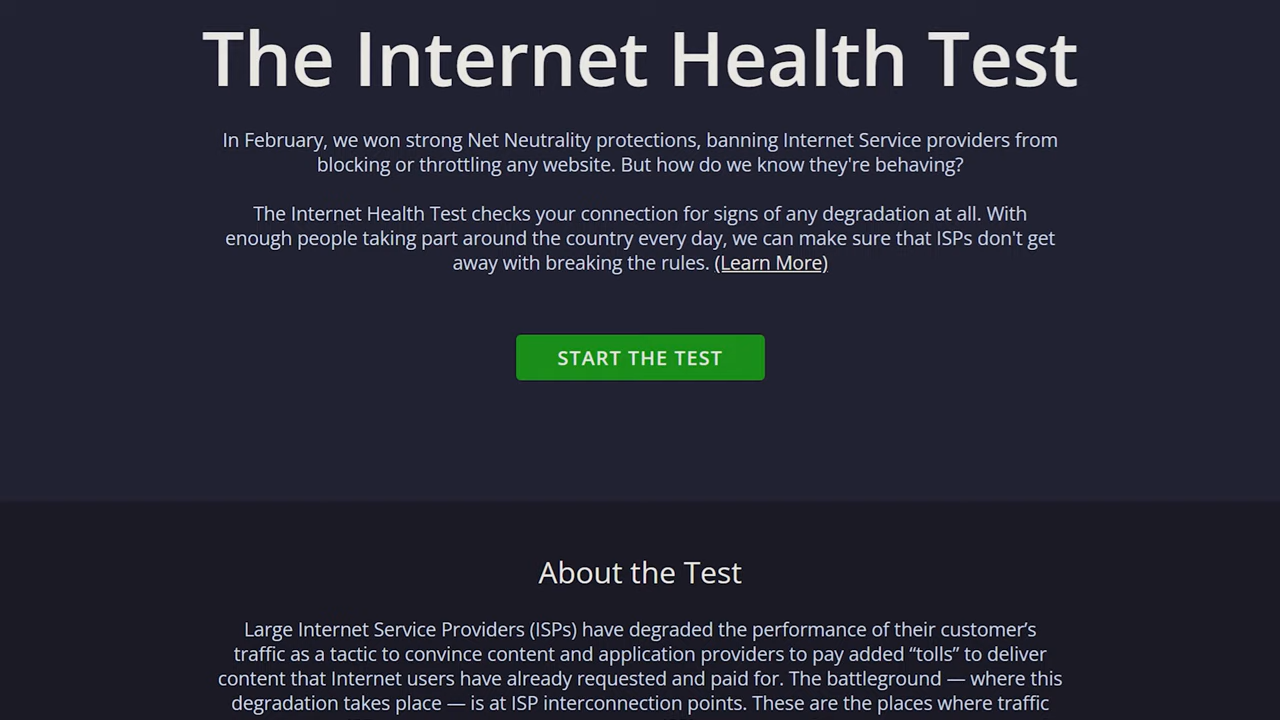 The Internet Health Test
In February, we won strong Net Neutrality protections, banning Internet Service providers from
blocking or throttling any website. But how do we know they're behaving?
The Internet Health Test checks your connection for signs of any degradation at all. With
enough people taking part around the country every day, we can make sure that ISPs don't get
away with breaking the rules. (Learn More)
START THE TEST
About the Test
Large Internet Service Providers (ISPs) have degraded the performance of their customer’s
traffic as a tactic to convince content and application providers to pay added “tolls” to deliver
content that Internet users have already requested and paid for. The battleground — where this
degradation takes place — is at ISP interconnection points. These are the places where traffic